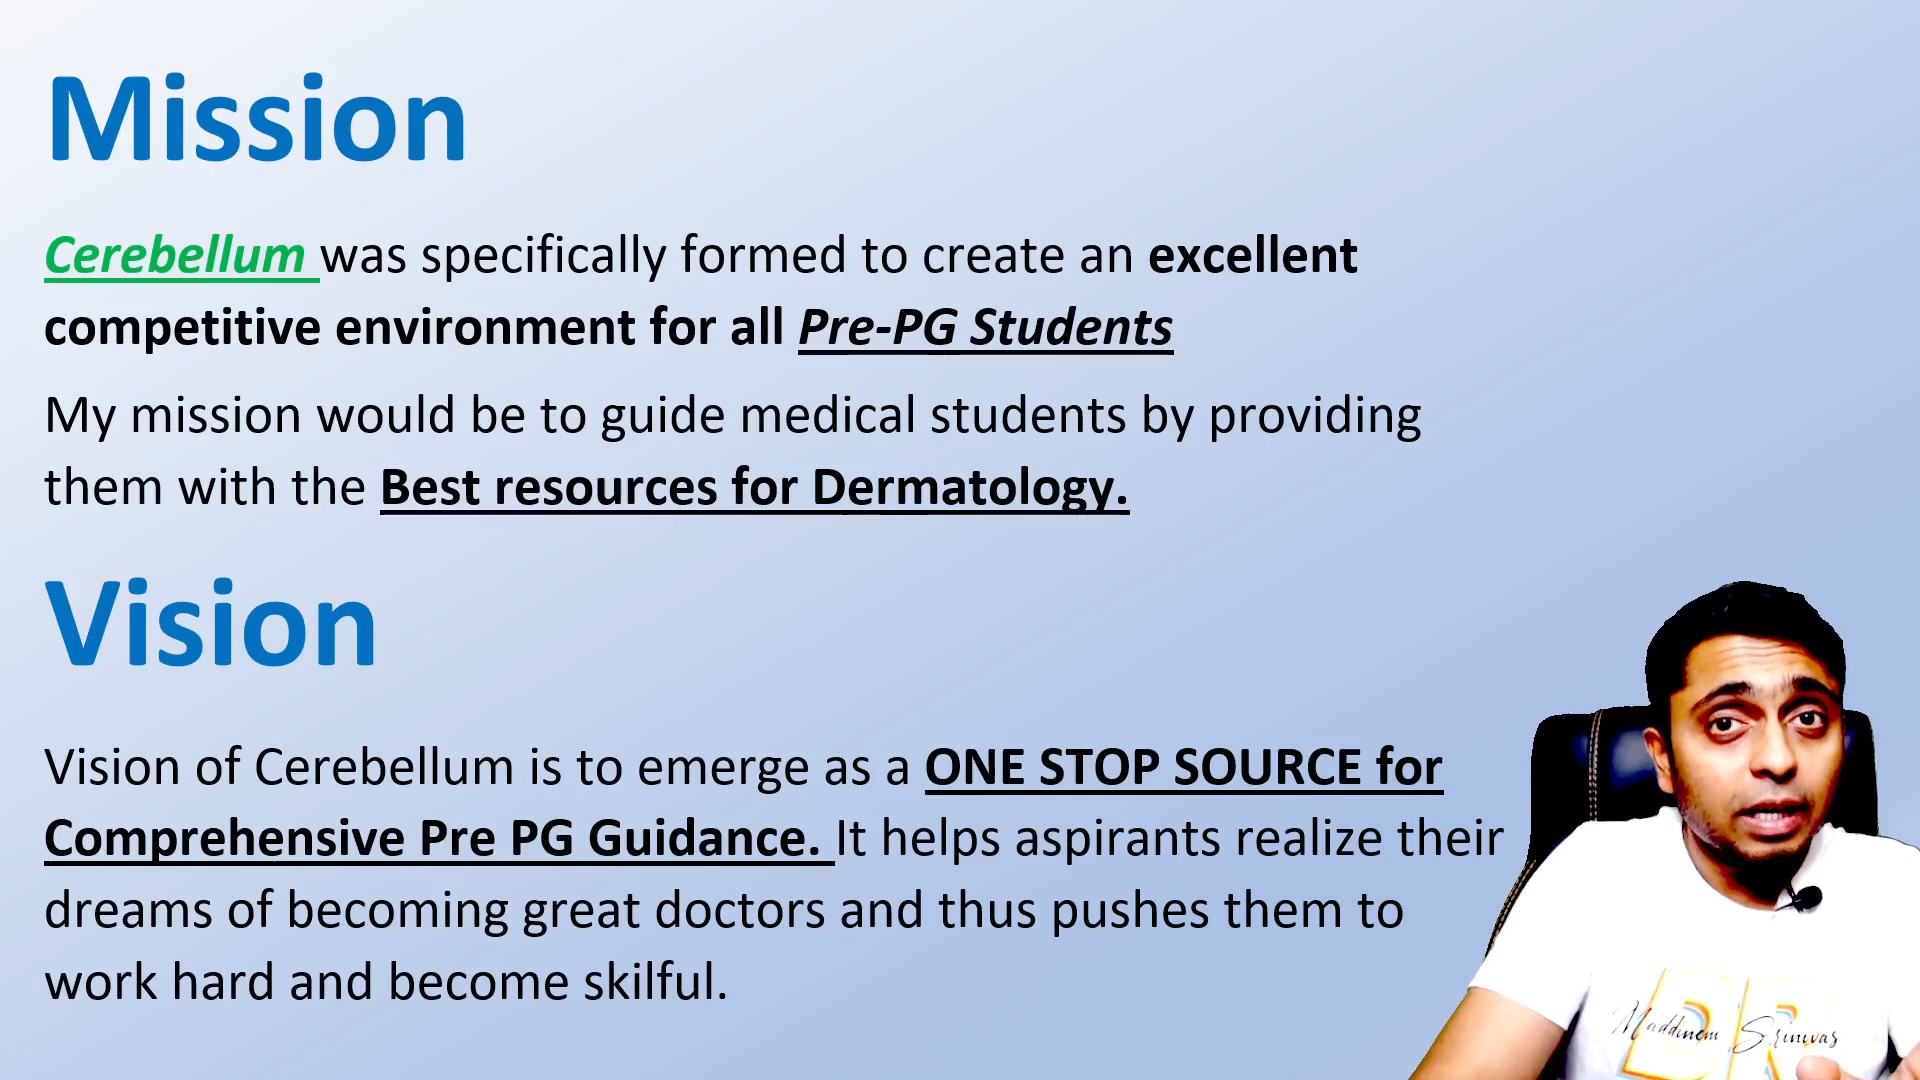 Mission
Cerebellum was specifically formed to create an excellent
competitive environment for all Pre-PG Students
My mission would be to guide medical students by providing
them with the Best resources for Dermatology.
Vision
Vision of Cerebellum is to emerge as a ONE STOP SOURCE for
Comprehensive Pre PG Guidance. It helps aspirants realize their
dreams of becoming great doctors and thus pushes them to
work hard and become skilful.
DR
Maddineni Srinivas